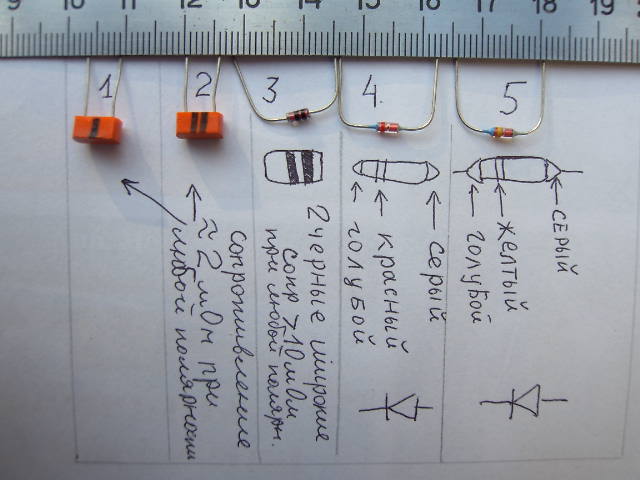 9 10 11 12 13 14 15 16 17 18 19
1
2
3
4.
5
сопротивление
≈ 2 мОм при
любой полярности
2 черные широкие
сопр >10 мОм
при любой полярн.
серый
красный
голубой
серый
желтый
голубой